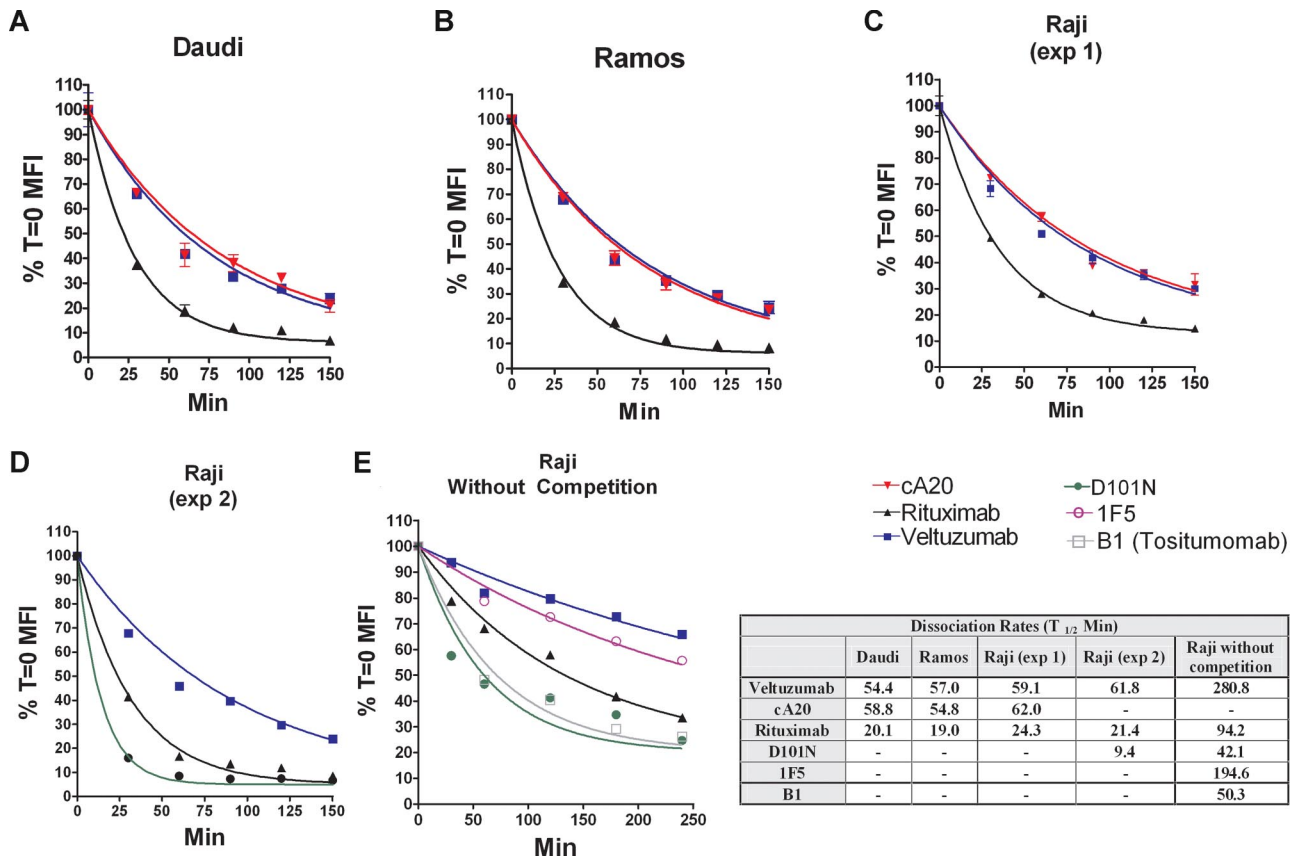 A
Daudi
% T=0 MFI
110
100
90
80
70
60
50
40
30
20
10
0
0 25 50 75 100 125 150
Min
B
Ramos
% T=0 MFI
110
100
90
80
70
60
50
40
30
20
10
0
0 25 50 75 100 125 150
Min
C
Raji
(exp 1)
% T=0 MFI
110
100
90
80
70
60
50
40
30
20
10
0
0 25 50 75 100 125 150
Min
D
Raji
(exp 2)
% T=0 MFI
110
100
90
80
70
60
50
40
30
20
10
0
0 25 50 75 100 125 150
Min
E
Raji
Without Competition
% T=0 MFI
110
100
90
80
70
60
50
40
30
20
10
0
0 50 100 150 200 250
Min
cA20
Rituximab
Veltuzumab
D101N
1F5
B1 (Tositumomab)
Dissociation Rates (T 1/2 Min)
Daudi Ramos Raji (exp 1) Raji (exp 2) Raji without competition
Veltuzumab 54.4 57.0 59.1 61.8 280.8
cA20 58.8 54.8 62.0 - -
Rituximab 20.1 19.0 24.3 21.4 94.2
D101N - - - 9.4 42.1
1F5 - - - - 194.6
B1 - - - - 50.3